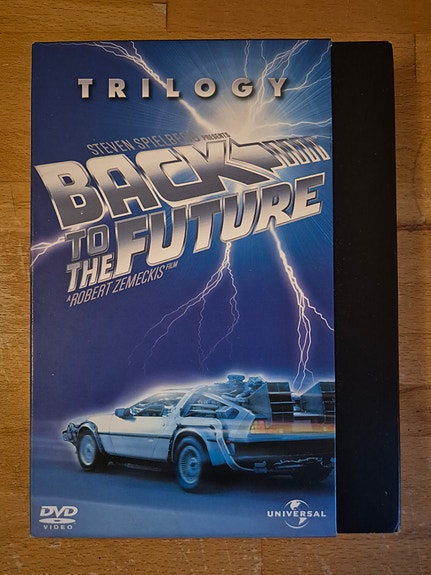 TRILOGY
STEVEN SPIELBERG PRESENTS
BACK
TO
THE FUTURE
A ROBERT ZEMECKIS FILM
DVD
VIDEO
UNIVERSAL